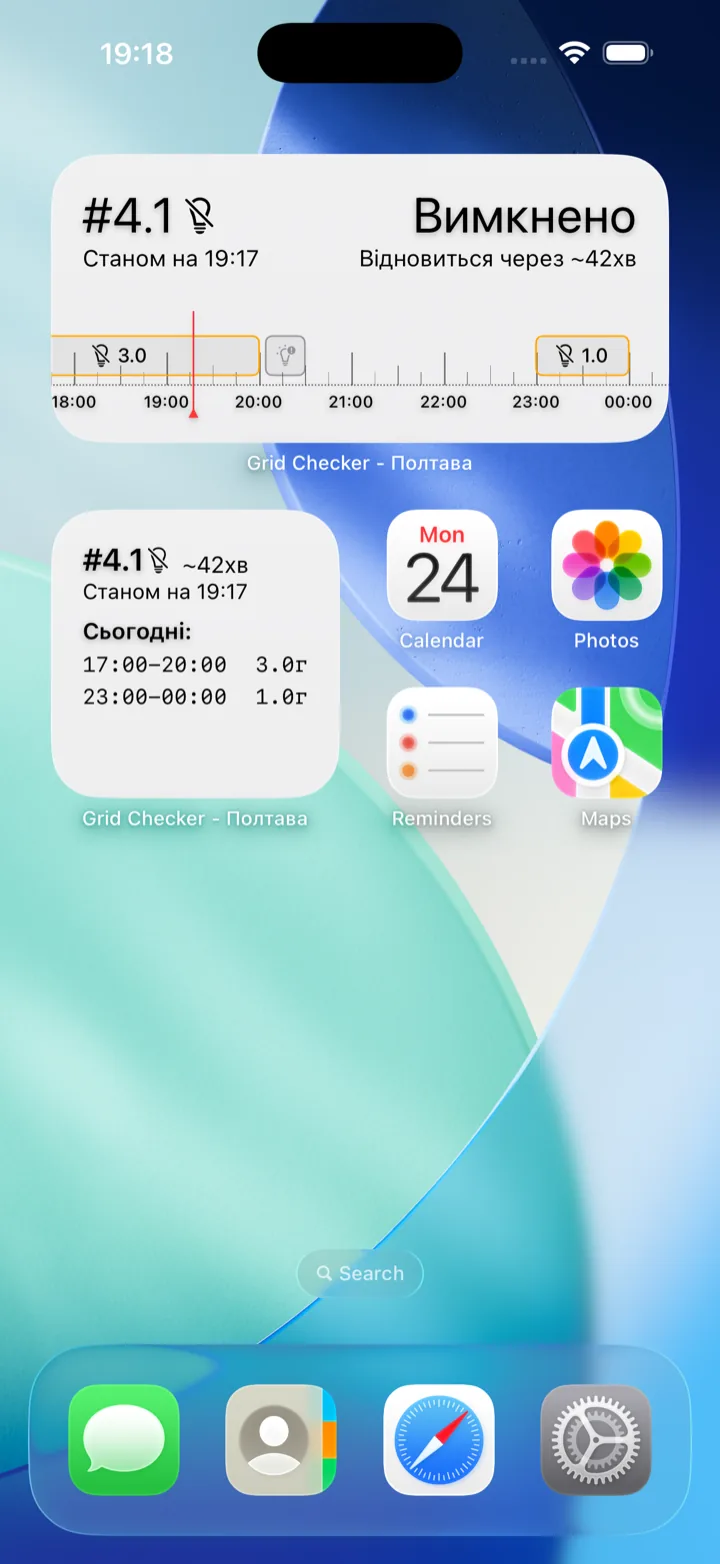 19:18
#4.1 Вимкнено
Станом на 19:17 Відновиться через ~42хв
3.0 1.0
18:00 19:00 20:00 21:00 22:00 23:00 00:00
Grid Checker - Полтава
#4.1 ~42хв
Станом на 19:17
Сьогодні:
17:00–20:00 3.0г
23:00–00:00 1.0г
Grid Checker - Полтава
Mon
24
Calendar Photos
Reminders Maps
Search